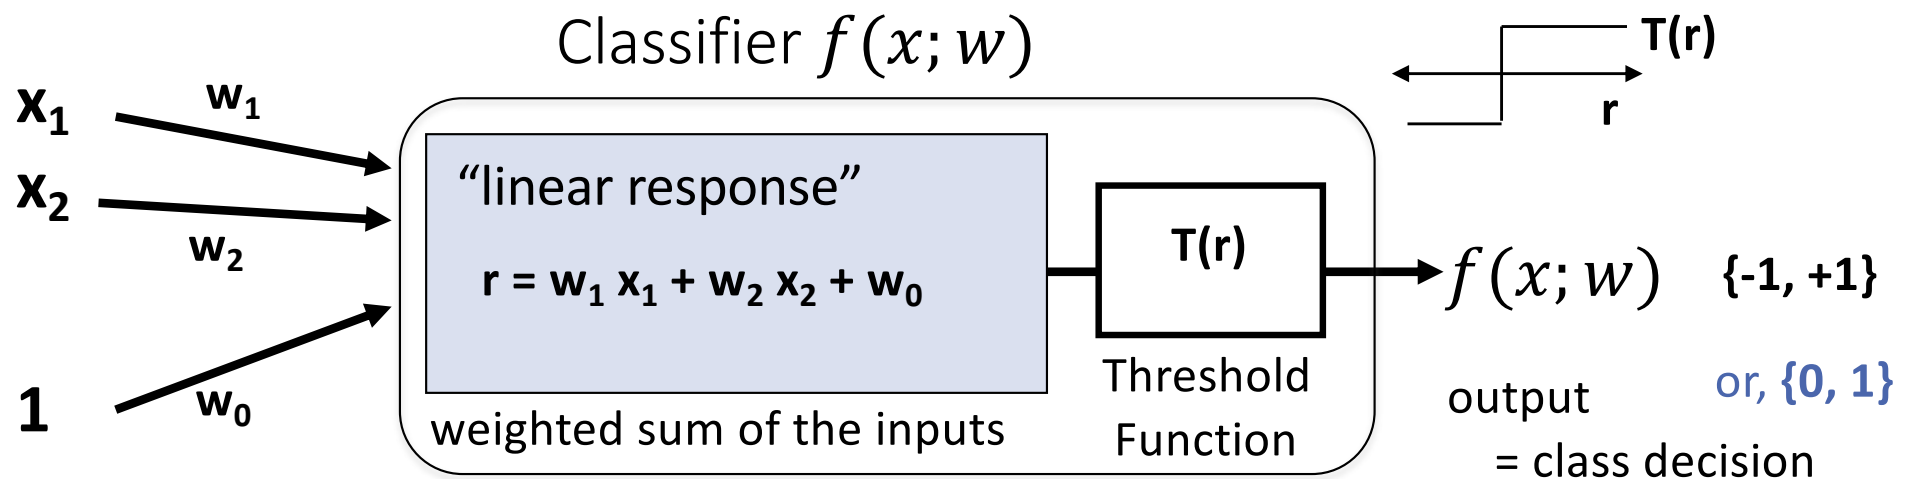 Classifier f(x; w)
T(r)
r
x₁
w₁
x₂
w₂
1
w₀
“linear response”
r = w₁ x₁ + w₂ x₂ + w₀
weighted sum of the inputs
T(r)
Threshold
Function
f(x; w) {-1, +1}
or, {0, 1}
output
= class decision